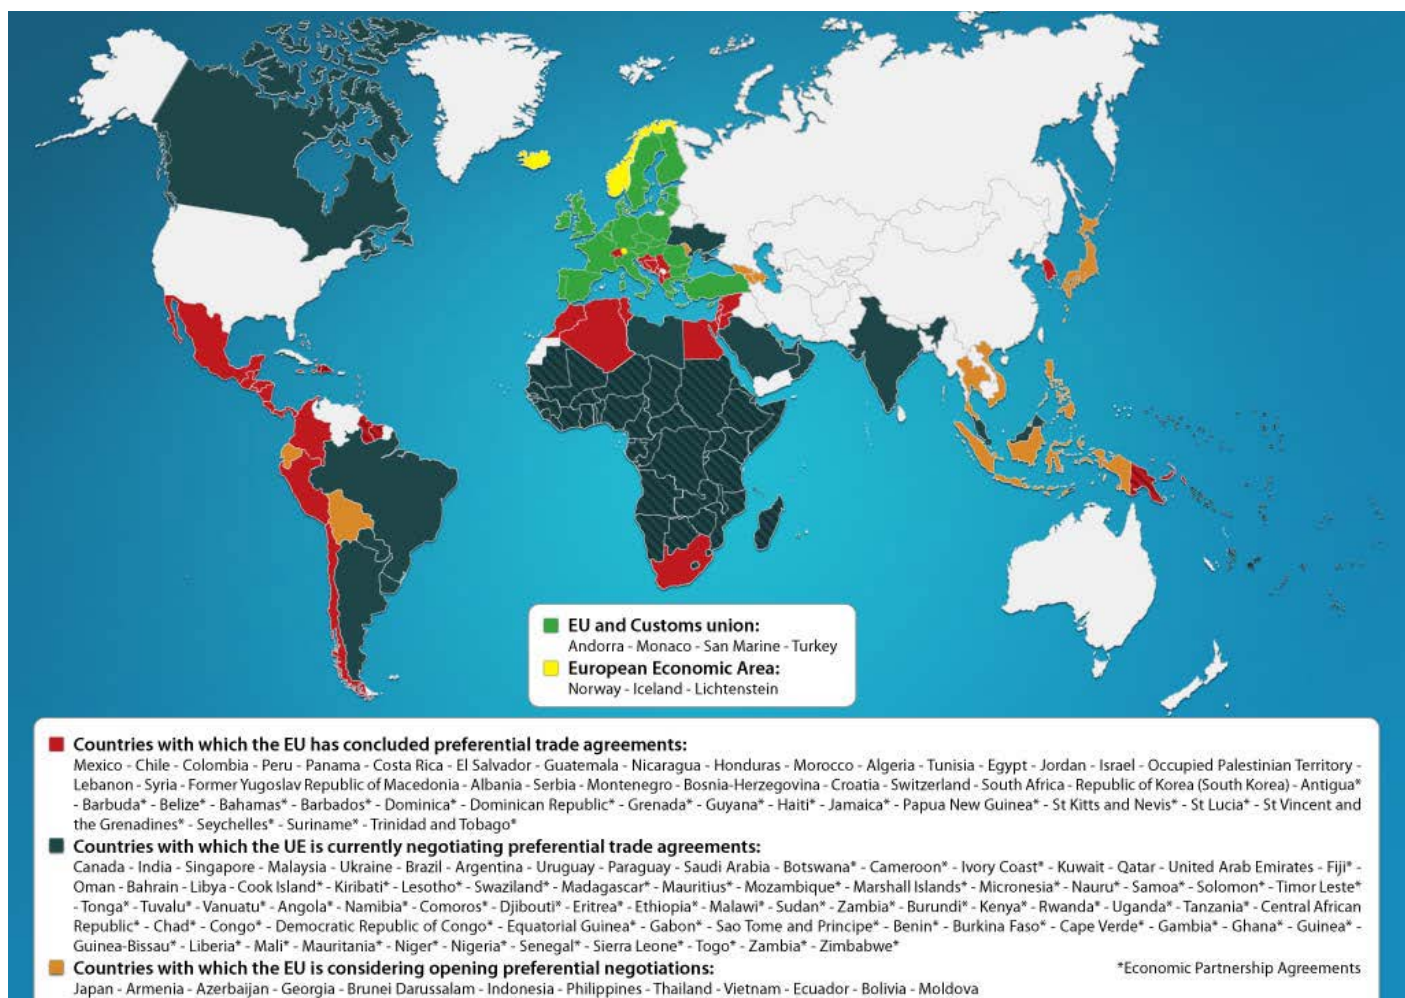 EU and Customs union:
Andorra - Monaco - San Marine - Turkey
European Economic Area:
Norway - Iceland - Lichtenstein
Countries with which the EU has concluded preferential trade agreements:
Mexico - Chile - Colombia - Peru - Panama - Costa Rica - El Salvador - Guatemala - Nicaragua - Honduras - Morocco - Algeria - Tunisia - Egypt - Jordan - Israel - Occupied Palestinian Territory -
Lebanon - Syria - Former Yugoslav Republic of Macedonia - Albania - Serbia - Montenegro - Bosnia-Herzegovina - Croatia - Switzerland - South Africa - Republic of Korea (South Korea) - Antigua*
- Barbuda* - Belize* - Bahamas* - Barbados* - Dominica* - Dominican Republic* - Grenada* - Guyana* - Haiti* - Jamaica* - Papua New Guinea* - St Kitts and Nevis* - St Lucia* - St Vincent and
the Grenadines* - Seychelles* - Suriname* - Trinidad and Tobago*
Countries with which the UE is currently negotiating preferential trade agreements:
Canada - India - Singapore - Malaysia - Ukraine - Brazil - Argentina - Uruguay - Paraguay - Saudi Arabia - Botswana* - Cameroon* - Ivory Coast* - Kuwait - Qatar - United Arab Emirates - Fiji* -
Oman - Bahrain - Libya - Cook Island* - Kiribati* - Lesotho* - Swaziland* - Madagascar* - Mauritius* - Mozambique* - Marshall Islands* - Micronesia* - Nauru* - Samoa* - Solomon* - Timor Leste*
- Tonga* - Tuvalu* - Vanuatu* - Angola* - Namibia* - Comoros* - Djibouti* - Eritrea* - Ethiopia* - Malawi* - Sudan* - Zambia* - Burundi* - Kenya* - Rwanda* - Uganda* - Tanzania* - Central African
Republic* - Chad* - Congo* - Democratic Republic of Congo* - Equatorial Guinea* - Gabon* - Sao Tome and Principe* - Benin* - Burkina Faso* - Cape Verde* - Gambia* - Ghana* - Guinea* -
Guinea-Bissau* - Liberia* - Mali* - Mauritania* - Niger* - Nigeria* - Senegal* - Sierra Leone* - Togo* - Zambia* - Zimbabwe*
Countries with which the EU is considering opening preferential negotiations:
*Economic Partnership Agreements
Japan - Armenia - Azerbaijan - Georgia - Brunei Darussalam - Indonesia - Philippines - Thailand - Vietnam - Ecuador - Bolivia - Moldova